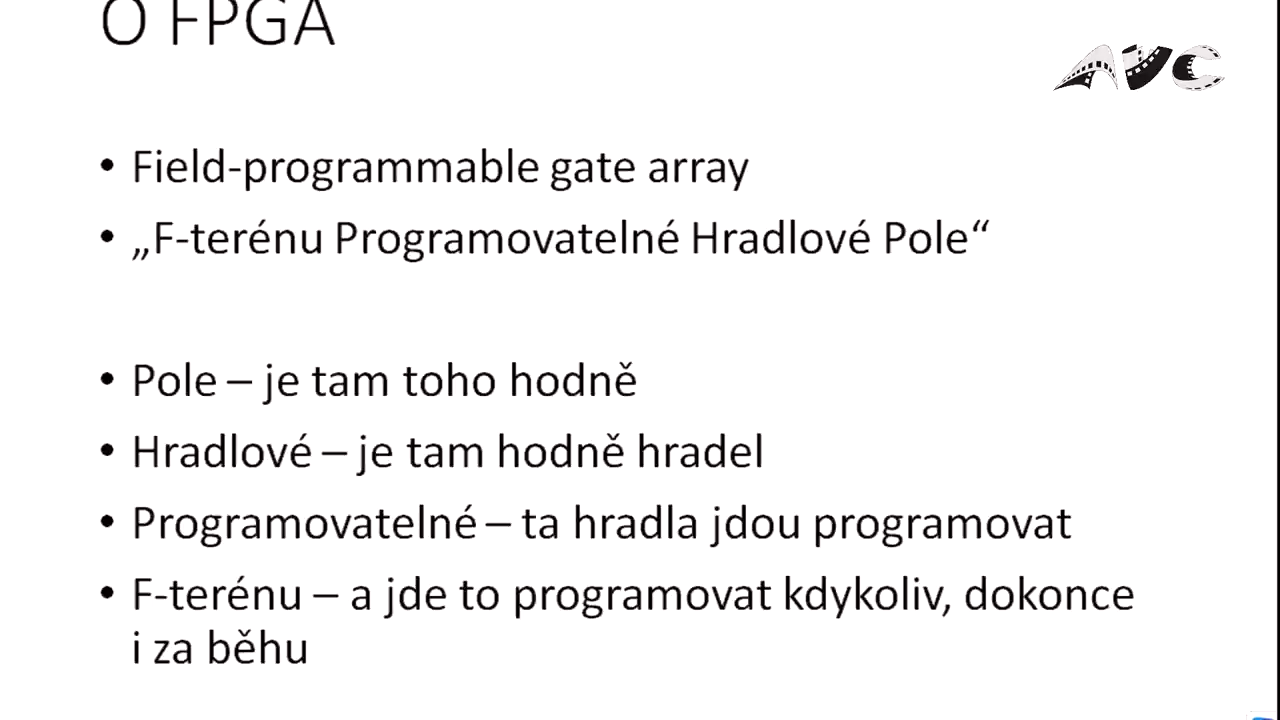 O FPGA
AVC
• Field-programmable gate array
• „F-terénu Programovatelné Hradlové Pole“
• Pole – je tam toho hodně
• Hradlové – je tam hodně hradel
• Programovatelné – ta hradla jdou programovat
• F-terénu – a jde to programovat kdykoliv, dokonce
i za běhu